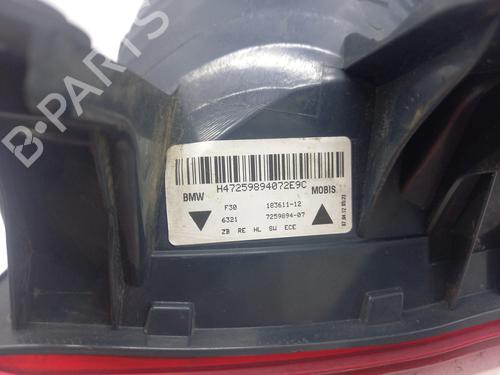 B-PARTS
H47259894072E9C
BMW MOBIS
F30 183611-12
6321 7259894-07
ZB RE HL SW ECE